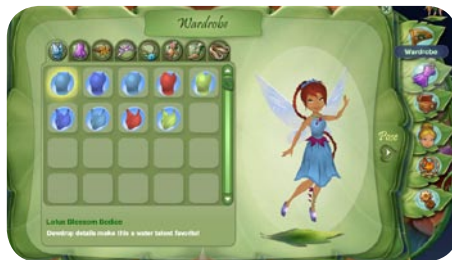 Wardrobe
Wardrobe
Pose
Lotus Blossom Bodice
Dewdrop details make this a water talent favorite!